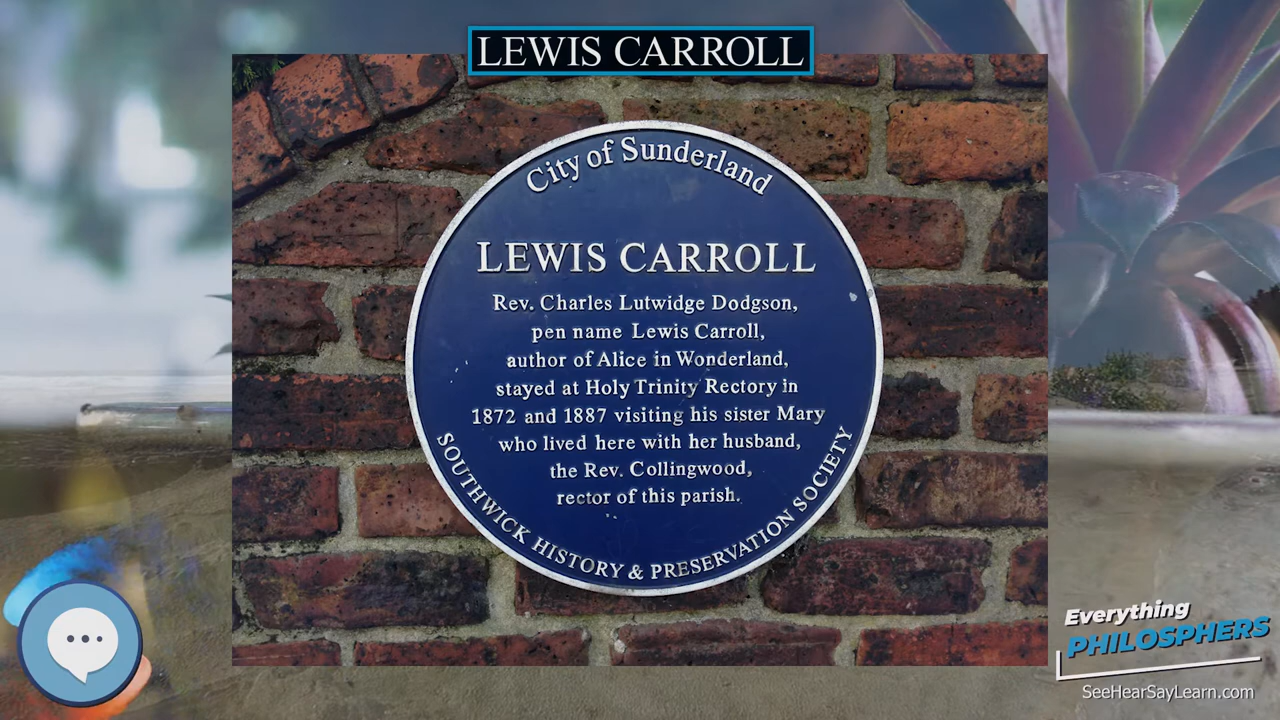 LEWIS CARROLL
City of Sunderland
LEWIS CARROLL
Rev. Charles Lutwidge Dodgson,
pen name Lewis Carroll,
author of Alice in Wonderland,
stayed at Holy Trinity Rectory in
1872 and 1887 visiting his sister Mary
who lived here with her husband,
the Rev. Collingwood,
rector of this parish.
SOUTHWICK HISTORY & PRESERVATION SOCIETY
Everything
PHILOSPHERS
SeeHearSayLearn.com